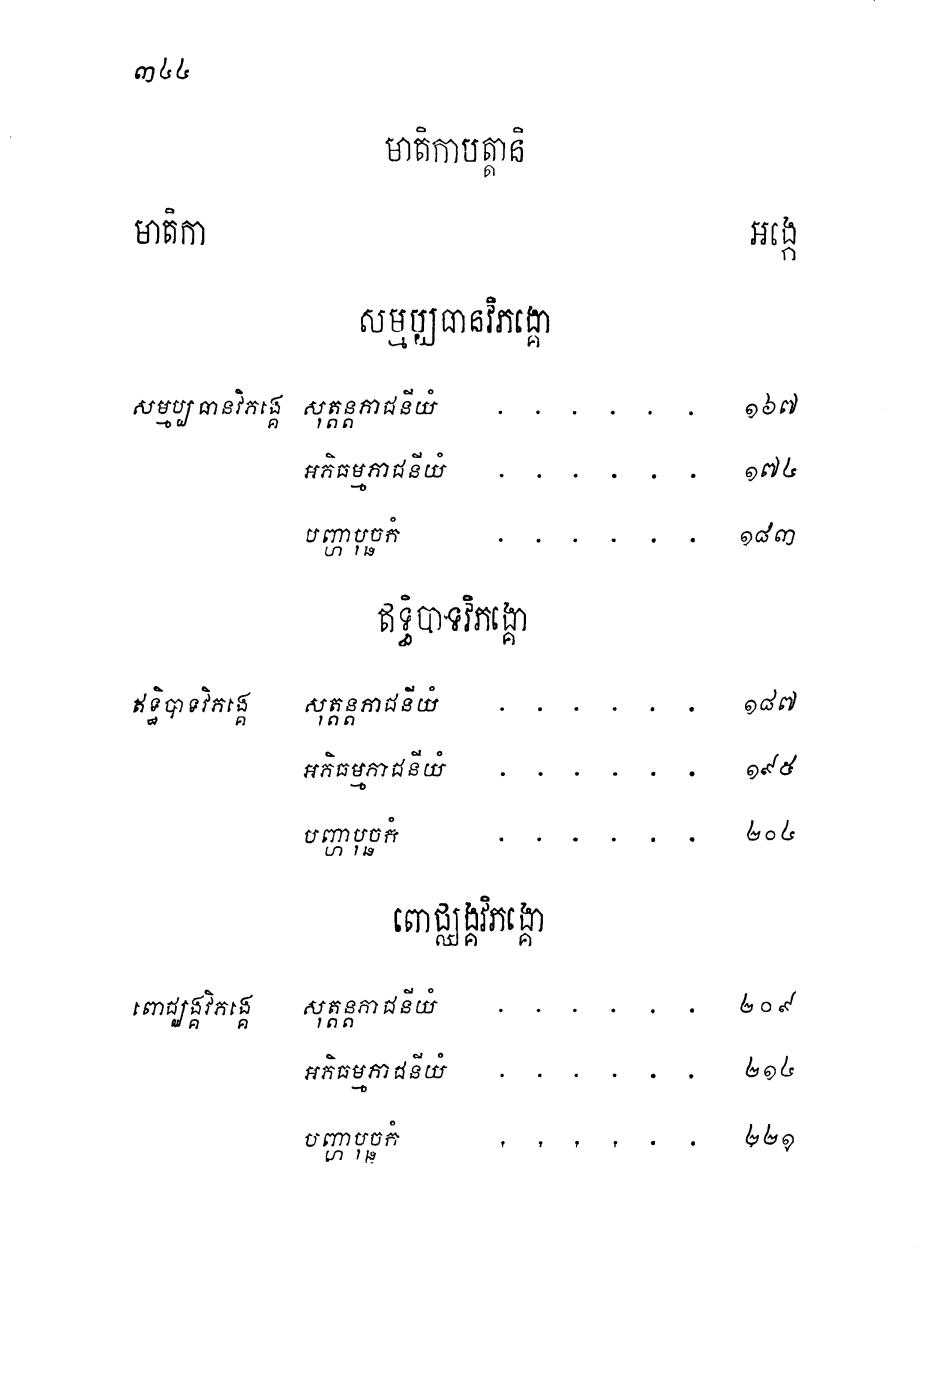 ៣៤៤
មាតិកាបត្តានិ
មាតិកា អង្កេ
សម្មប្បធានវិភង្គោ
សម្មប្បធានវិភង្គេ សុត្តន្តភាជនីយំ . . . . . . ១៦៧
អភិធម្មភាជនីយំ . . . . . . ១៧៤
បញ្ហាបុច្ឆកំ . . . . . . ១៨៣
ឥទ្ធិបាទវិភង្គោ
ឥទ្ធិបាទវិភង្គេ សុត្តន្តភាជនីយំ . . . . . . ១៨៧
អភិធម្មភាជនីយំ . . . . . . ១៩៥
បញ្ហាបុច្ឆកំ . . . . . . ២០៤
ពោជ្ឈង្គវិភង្គោ
ពោជ្ឈង្គវិភង្គេ សុត្តន្តភាជនីយំ . . . . . . ២០៩
អភិធម្មភាជនីយំ . . . . . . ២១៤
បញ្ហាបុច្ឆកំ . . . . . . ២២១